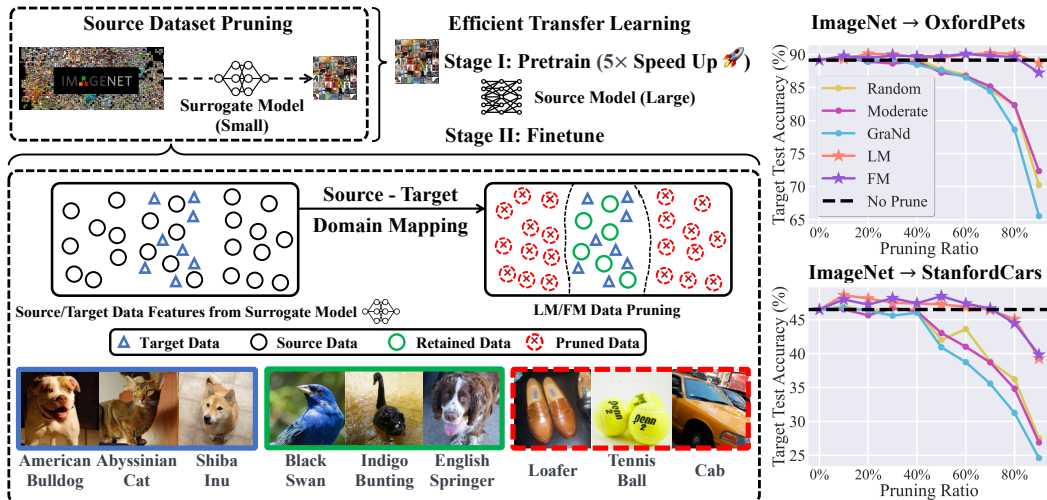 Source Dataset Pruning
IMAGENET
Surrogate Model
(Small)
Efficient Transfer Learning
Stage I: Pretrain (5× Speed Up 🚀)
Source Model (Large)
Stage II: Finetune
Source - Target
Domain Mapping
Source/Target Data Features from Surrogate Model
LM/FM Data Pruning
Target Data
Source Data
Retained Data
Pruned Data
penn
2
penn
2
American
Bulldog
Abyssinian
Cat
Shiba
Inu
Black
Swan
Indigo
Bunting
English
Springer
Loafer
Tennis
Ball
Cab
ImageNet → OxfordPets
Target Test Accuracy (%)
90
85
80
75
70
65
Random
Moderate
GraNd
LM
FM
No Prune
0%
20%
40%
60%
80%
Pruning Ratio
ImageNet → StanfordCars
Target Test Accuracy (%)
45
40
35
30
25
0%
20%
40%
60%
80%
Pruning Ratio